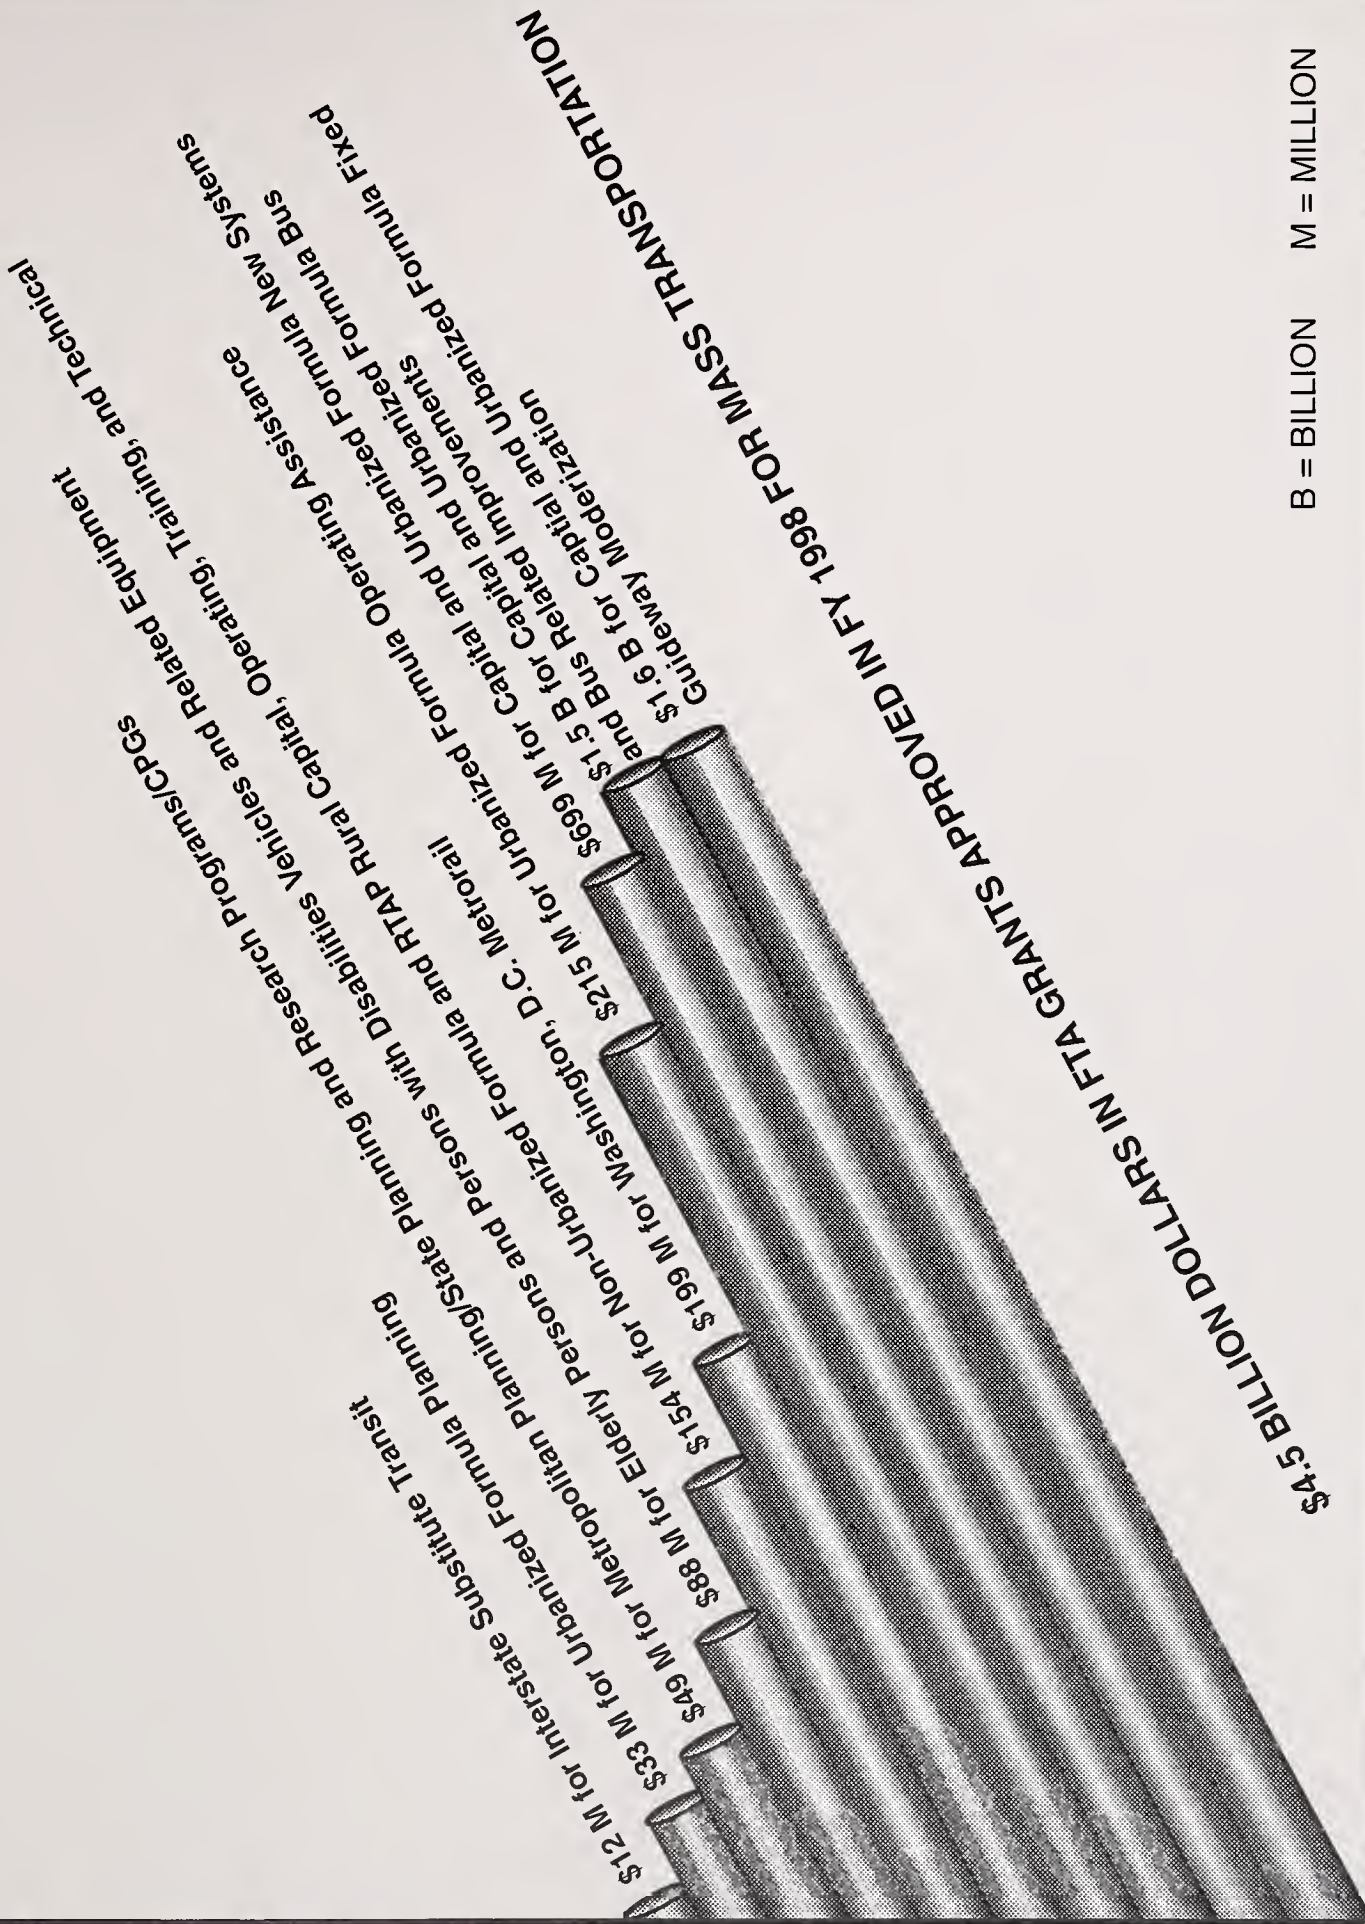 $12 M for Interstate Substitute Transit
$33 M for Urbanized Formula Planning
$49 M for Metropolitan Planning/State Planning and Research Programs/CPGs
$88 M for Elderly Persons and Persons with Disabilities Vehicles and Related Equipment
$154 M for Non-Urbanized Formula and RTAP Rural Capital, Operating, Training, and Technical
$199 M for Washington, D.C. Metrorail
$215 M for Urbanized Formula Operating Assistance
$699 M for Capital and Urbanized Formula New Systems
$1.5 B for Capital and Urbanized Formula Bus
and Bus Related Improvements
$1.6 B for Captial and Urbanized Formula Fixed
Guideway Moderization
$4.5 BILLION DOLLARS IN FTA GRANTS APPROVED IN FY 1998 FOR MASS TRANSPORTATION
B = BILLION M = MILLION